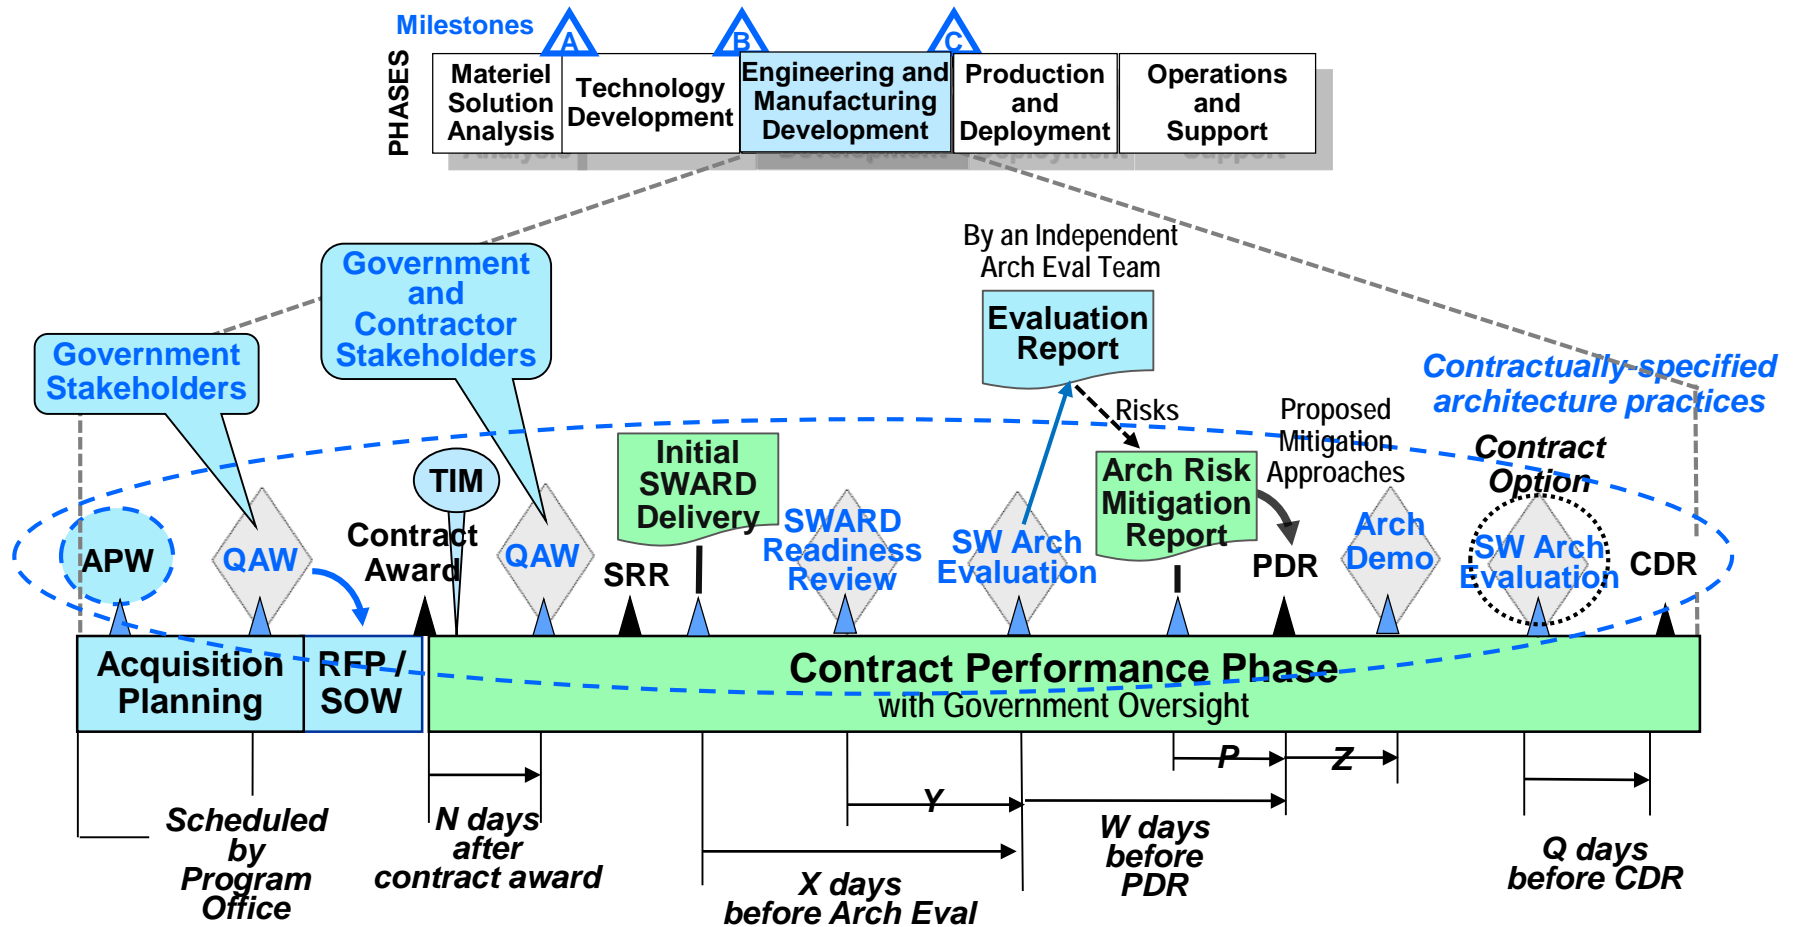 Milestones
A
B
C
PHASES
Materiel
Solution
Analysis
Technology
Development
Engineering and
Manufacturing
Development
Production
and
Deployment
Operations
and
Support
By an Independent
Arch Eval Team
Government
and
Contractor
Stakeholders
Government
Stakeholders
Evaluation
Report
Contractually-specified
architecture practices
Risks
Proposed
Mitigation
Approaches
Contract
Option
TIM
Initial
SWARD
Delivery
Arch Risk
Mitigation
Report
APW
QAW
Contract
Award
QAW
SRR
SWARD
Readiness
Review
SW Arch
Evaluation
PDR
Arch
Demo
SW Arch
Evaluation
CDR
Acquisition
Planning
RFP /
SOW
Contract Performance Phase
with Government Oversight
P
Z
Y
Scheduled
by
Program
Office
N days
after
contract award
X days
before Arch Eval
W days
before
PDR
Q days
before CDR